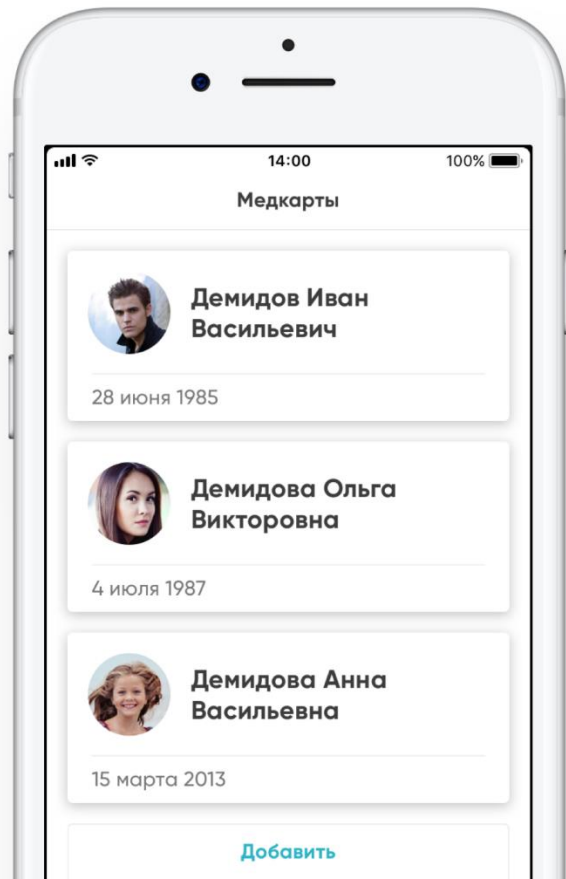 14:00
100%
Медкарты
Демидов Иван
Васильевич
28 июня 1985
Демидова Ольга
Викторовна
4 июля 1987
Демидова Анна
Васильевна
15 марта 2013
Добавить